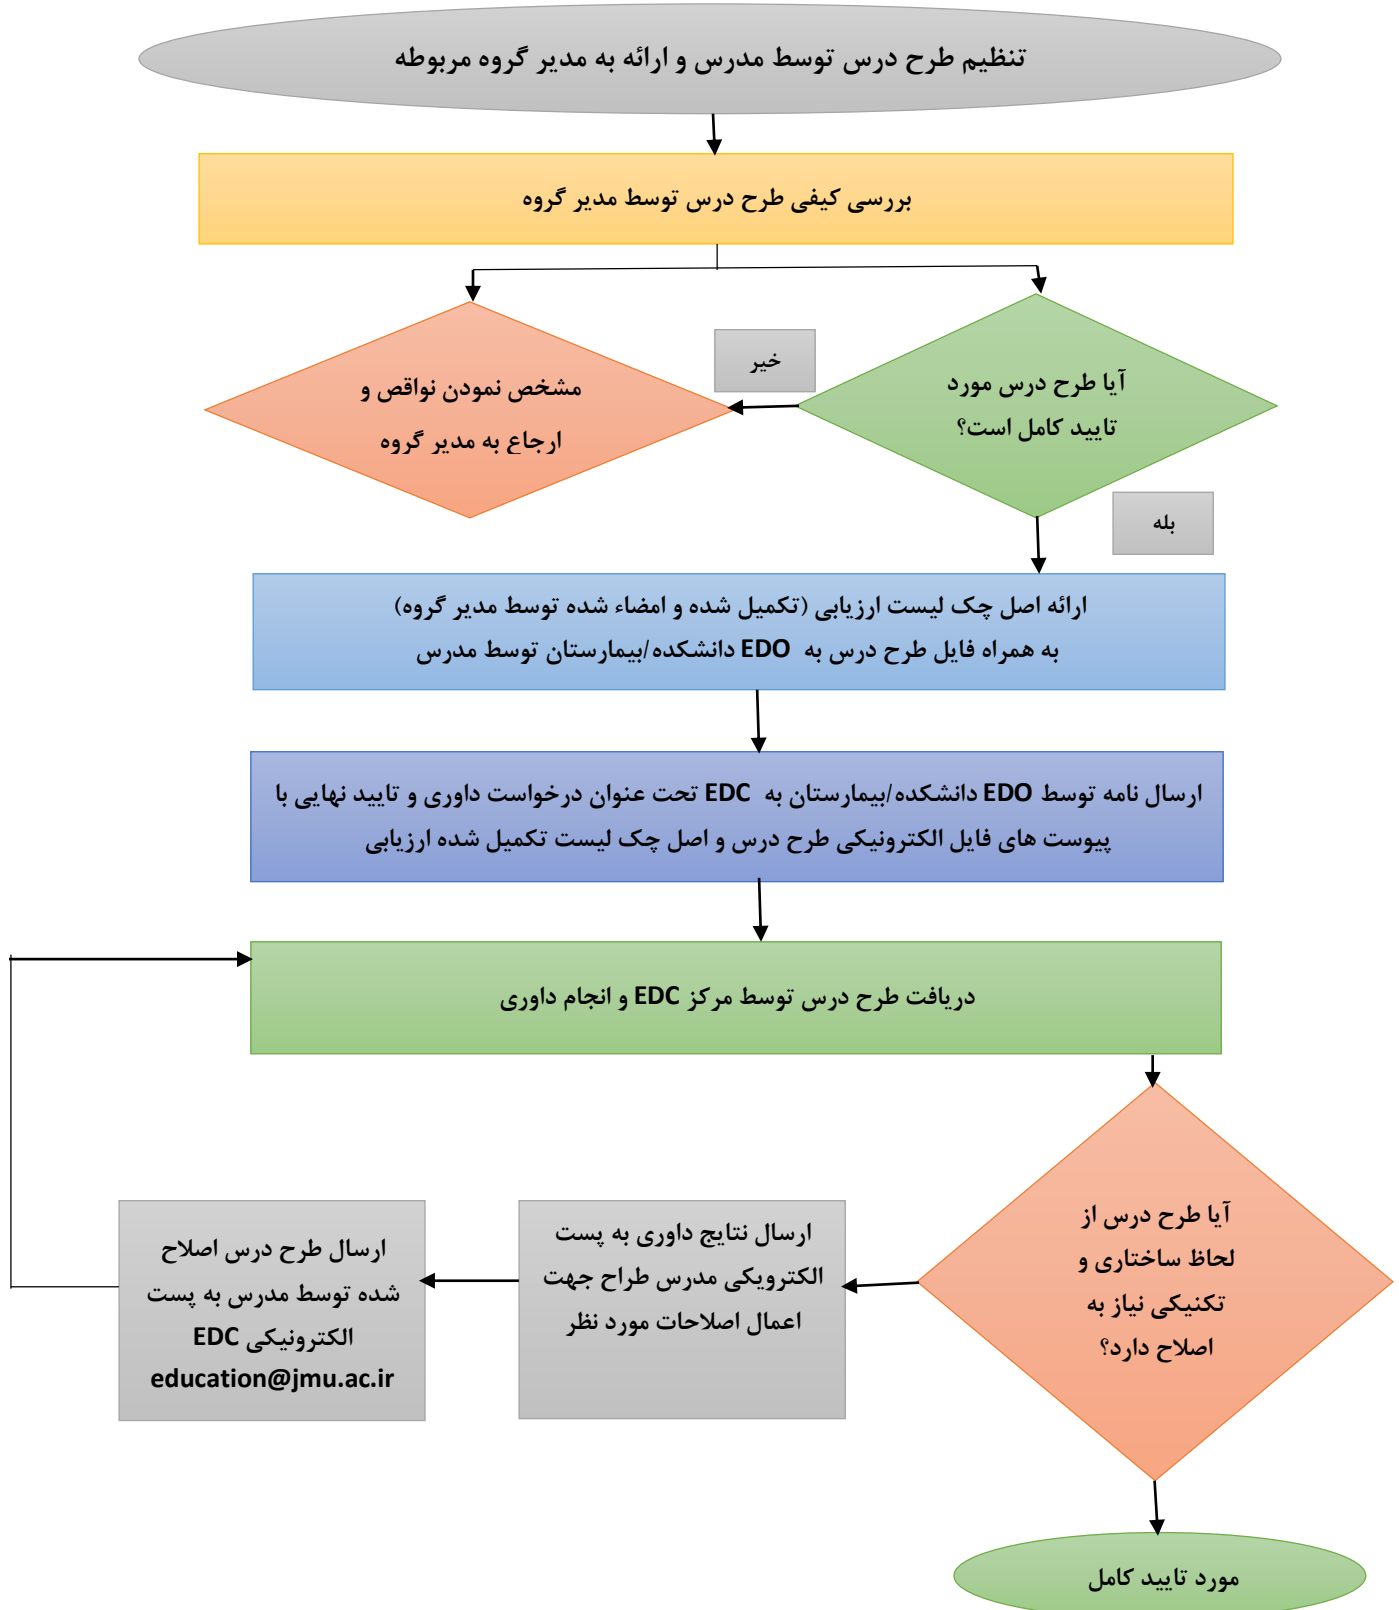 تنظیم طرح درس توسط مدرس و ارائه به مدیر گروه مربوطه
بررسی کیفی طرح درس توسط مدیر گروه
آیا طرح درس مورد
تایید کامل است؟
خیر
مشخص نمودن نواقص و
ارجاع به مدیر گروه
بله
ارائه اصل چک لیست ارزیابی (تکمیل شده و امضاء شده توسط مدیر گروه)
به همراه فایل طرح درس به EDO دانشکده/بیمارستان توسط مدرس
ارسال نامه توسط EDO دانشکده/بیمارستان به EDC تحت عنوان درخواست داوری و تایید نهایی با
پیوست های فایل الکترونیکی طرح درس و اصل چک لیست تکمیل شده ارزیابی
دریافت طرح درس توسط مرکز EDC و انجام داوری
آیا طرح درس از
لحاظ ساختاری و
تکنیکی نیاز به
اصلاح دارد؟
ارسال نتایج داوری به پست
الکترویکی مدرس طراح جهت
اعمال اصلاحات مورد نظر
ارسال طرح درس اصلاح
شده توسط مدرس به پست
الکترونیکی EDC
education@jmu.ac.ir
مورد تایید کامل